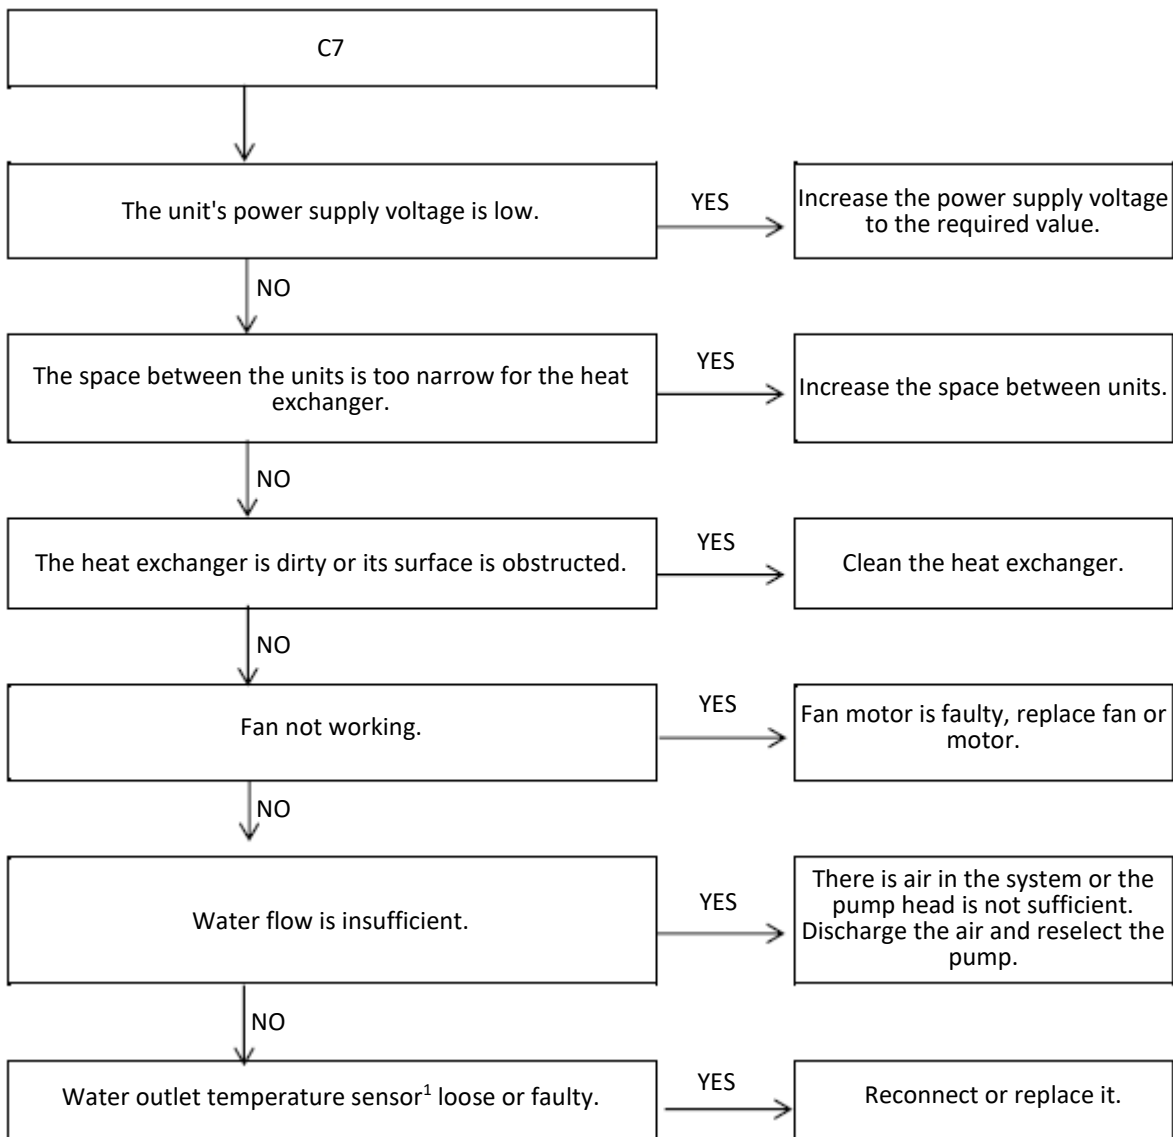 C7
The unit's power supply voltage is low.
YES
Increase the power supply voltage
to the required value.
NO
The space between the units is too narrow for the heat
exchanger.
YES
Increase the space between units.
NO
The heat exchanger is dirty or its surface is obstructed.
YES
Clean the heat exchanger.
NO
Fan not working.
YES
Fan motor is faulty, replace fan or
motor.
NO
Water flow is insufficient.
YES
There is air in the system or the
pump head is not sufficient.
Discharge the air and reselect the
pump.
NO
Water outlet temperature sensor¹ loose or faulty.
YES
Reconnect or replace it.